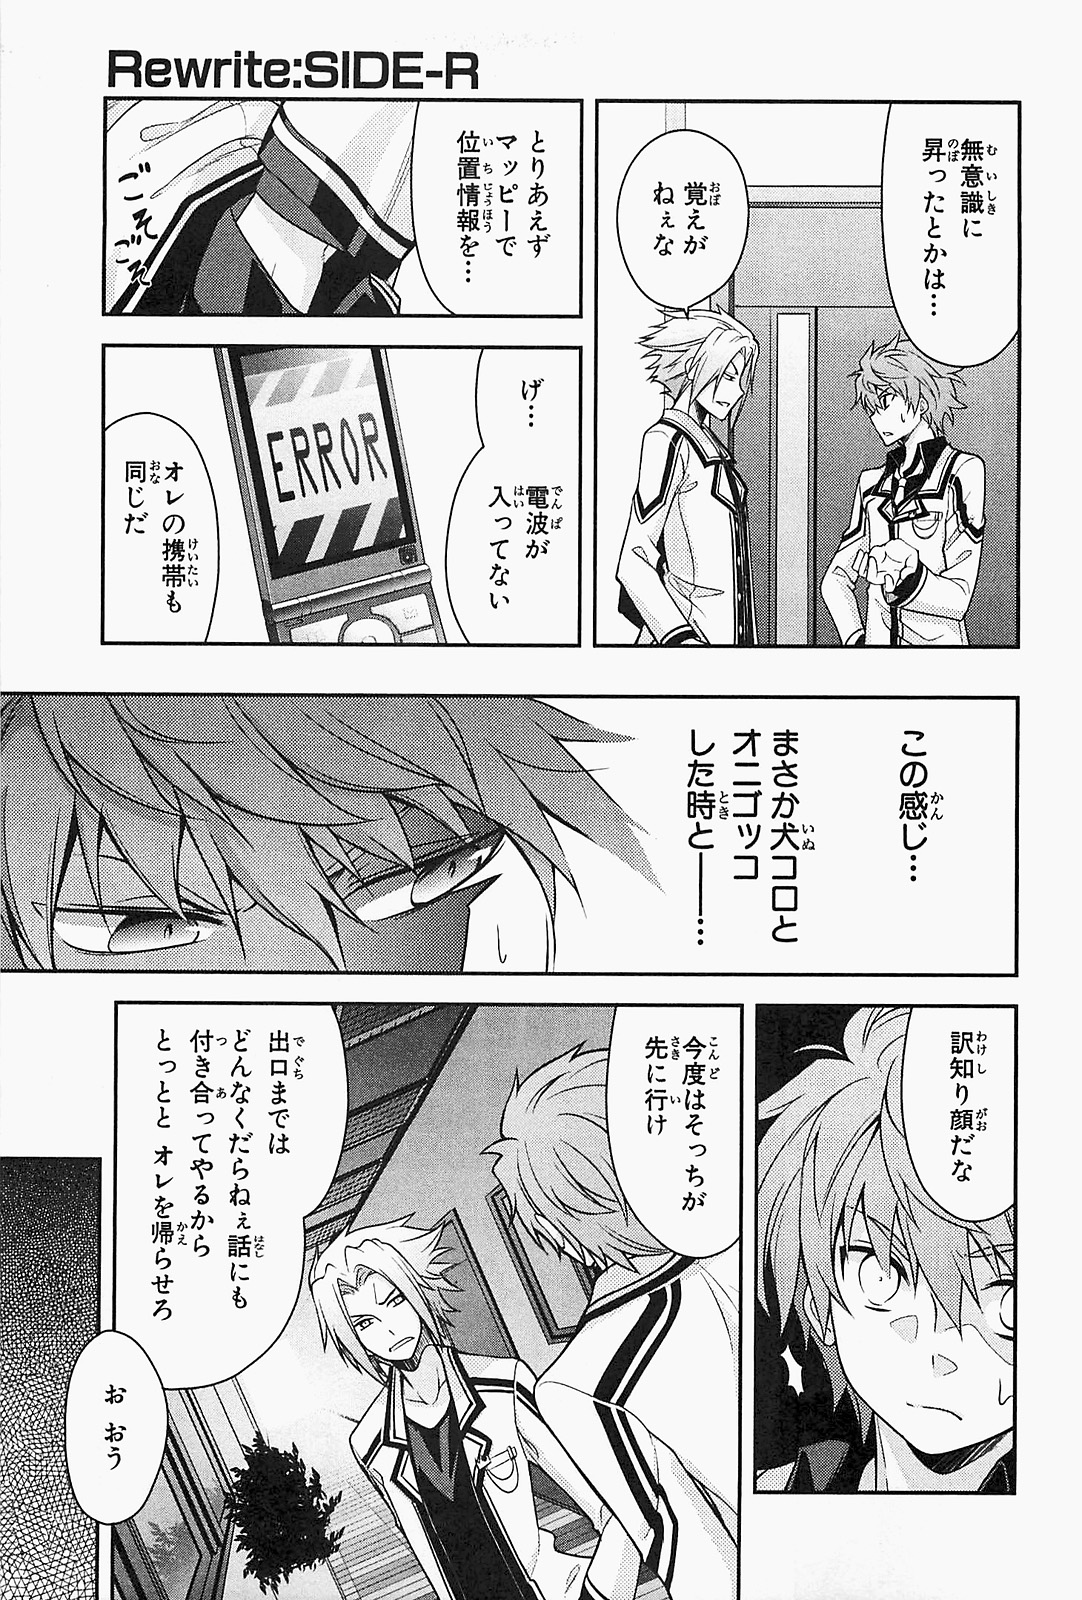 Rewrite:SIDE-R
無意識に
昇ったとかは…
覚えが
ねぇな
とりあえず
マッピーで
位置情報を…
ごそ
ごそごそ
げ…
電波が
入ってない
ERROR
オレの携帯も
同じだ
この感じ…
まさか犬コロと
オニゴッコ
した時と――…
訳知り顔だな
今度はそっちが
先に行け
出口までは
どんなくだらねぇ話にも
付き合ってやるから
とっとと オレを帰らせろ
お おう